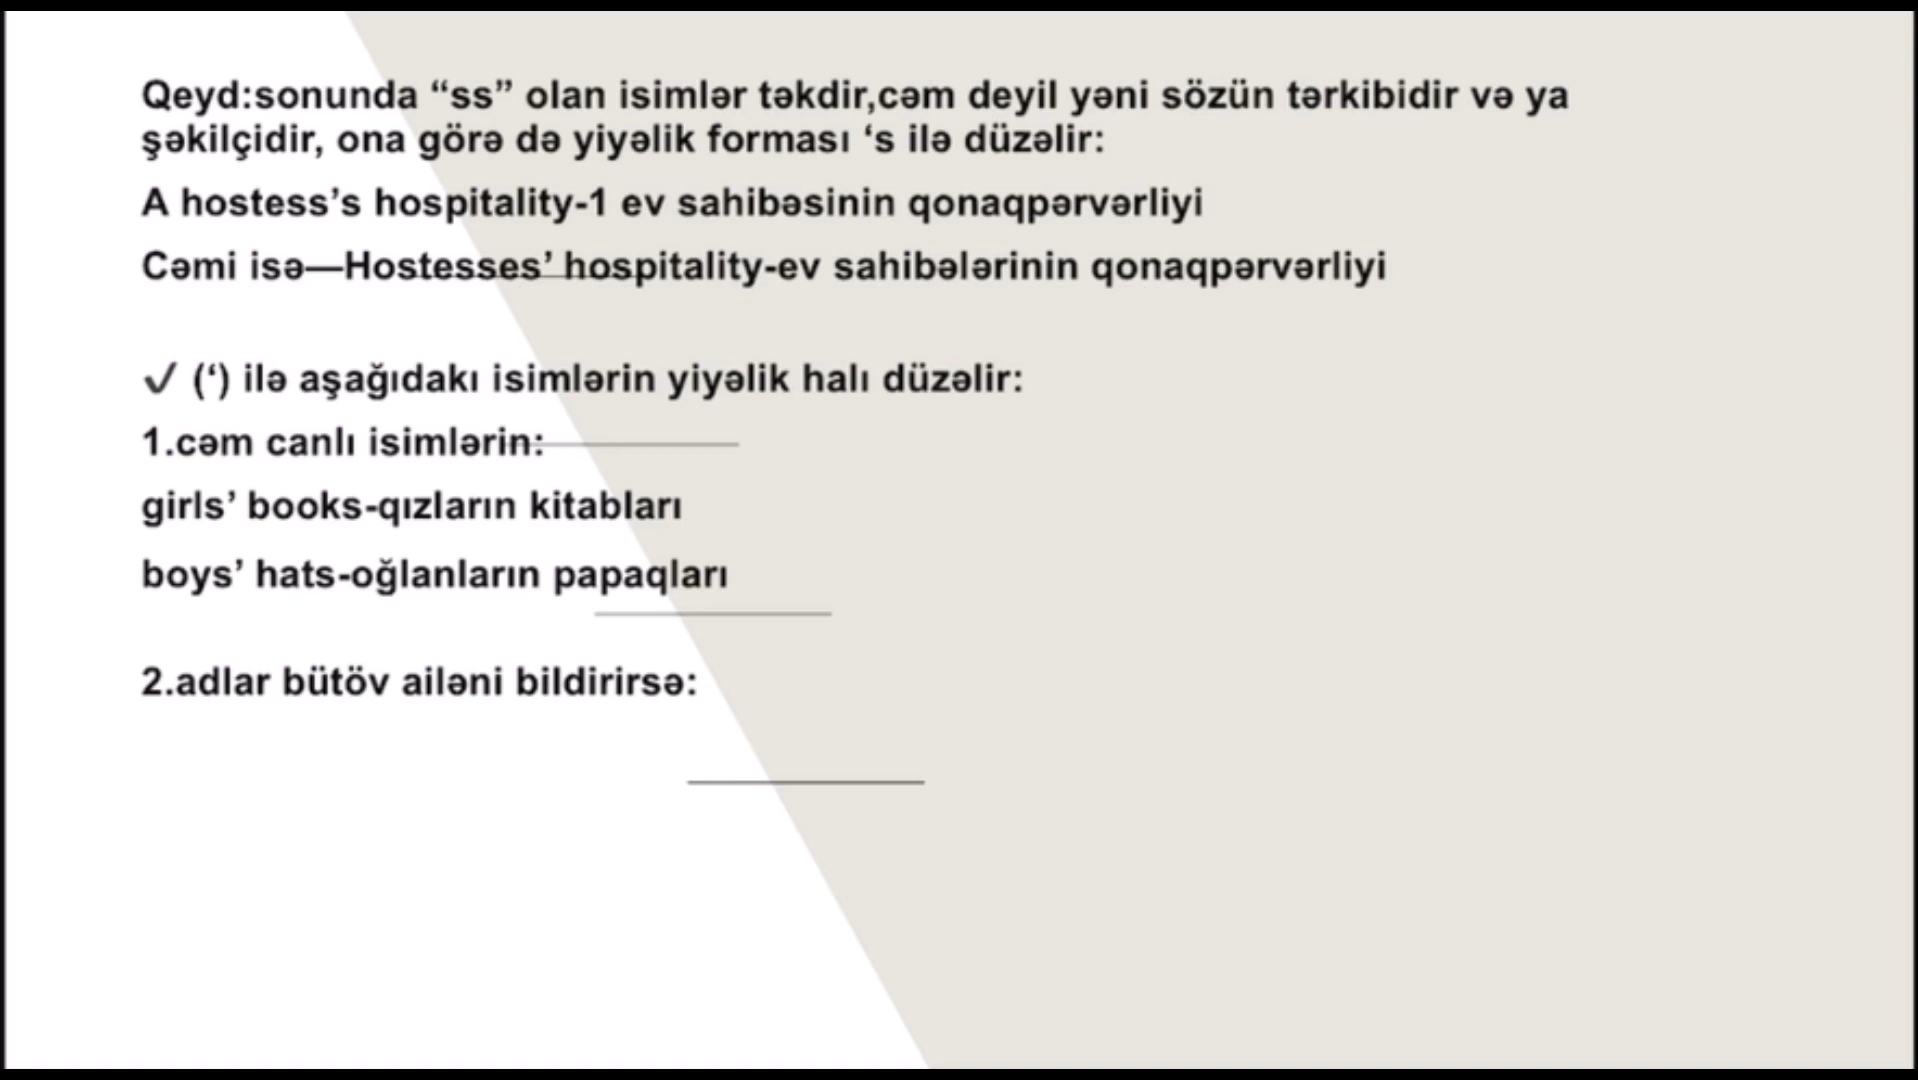 Qeyd:sonunda “ss” olan isimlər təkdir,cəm deyil yəni sözün tərkibidir və ya
şəkilçidir, ona görə də yiyəlik forması ‘s ilə düzəlir:
A hostess’s hospitality-1 ev sahibəsinin qonaqpərvərliyi
Cəmi isə—Hostesses’ hospitality-ev sahibələrinin qonaqpərvərliyi
✓ (‘) ilə aşağıdakı isimlərin yiyəlik halı düzəlir:
1.cəm canlı isimlərin:
girls’ books-qızların kitabları
boys’ hats-oğlanların papaqları
2.adlar bütöv ailəni bildirirsə: